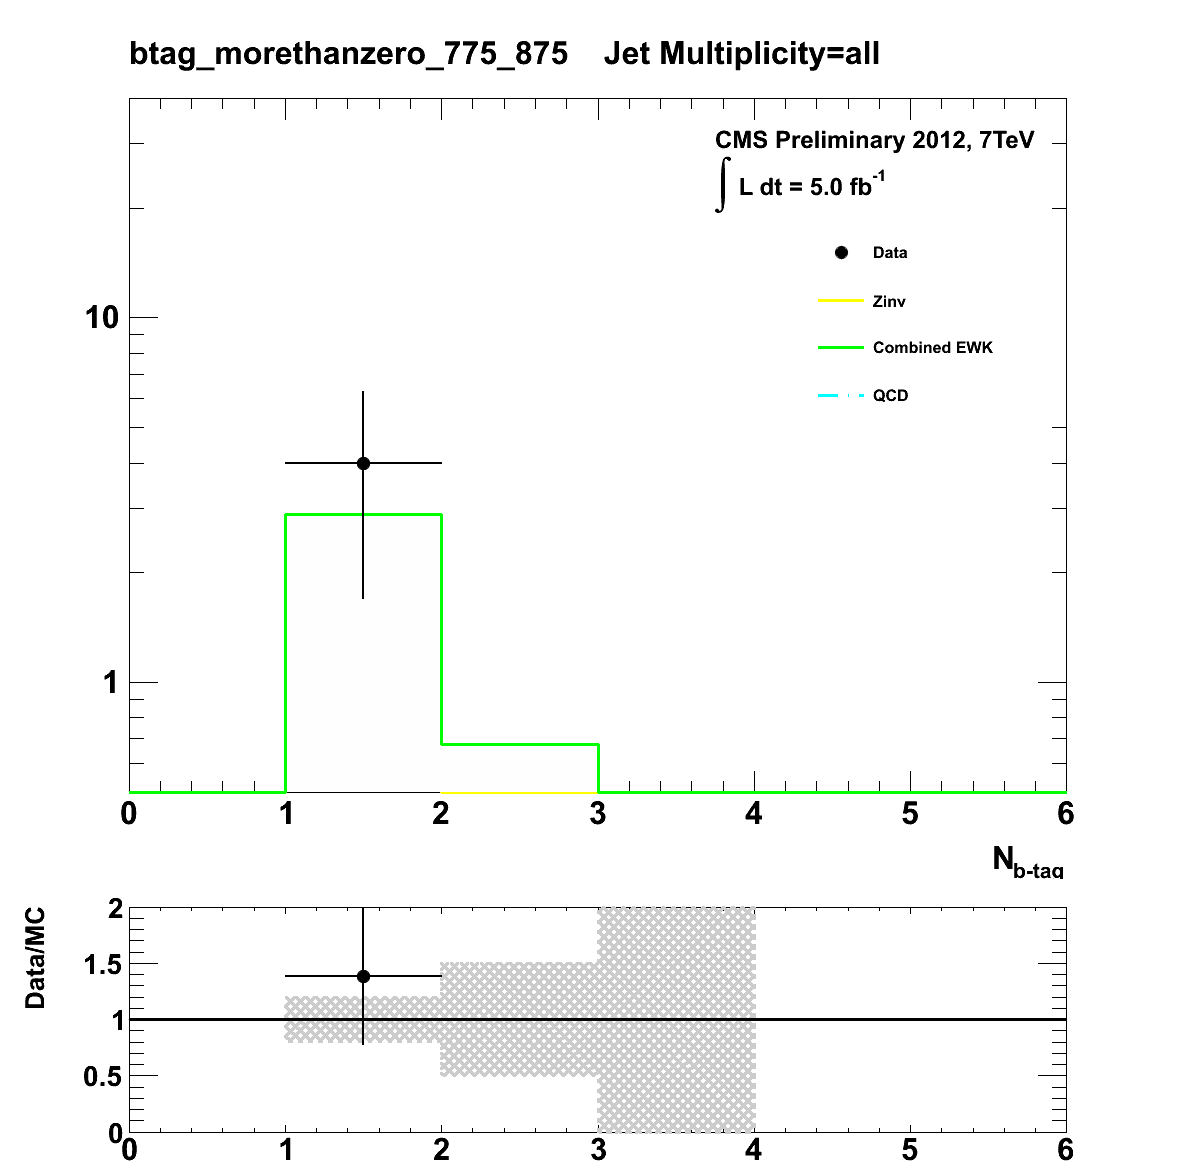 btag_morethanzero_775_875 Jet Multiplicity=all
CMS Preliminary 2012, 7TeV
∫ L dt = 5.0 fb⁻¹
Data
Zinv
Combined EWK
QCD
10
1
0 1 2 3 4 5 6
N_b-tag
Data/MC
2
1.5
1
0.5
0
0 1 2 3 4 5 6